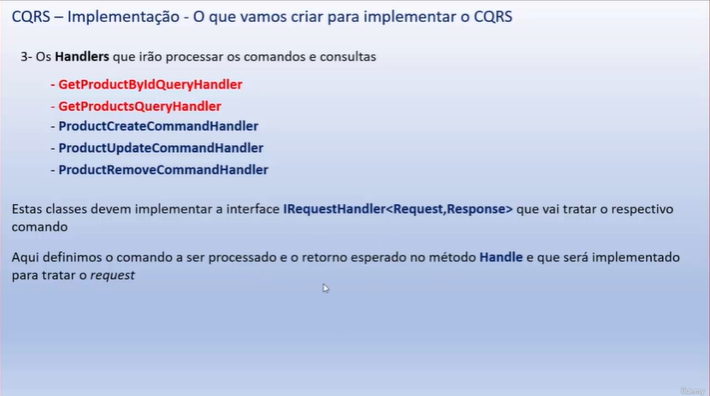 CQRS – Implementação - O que vamos criar para implementar o CQRS
3- Os Handlers que irão processar os comandos e consultas
- GetProductByIdQueryHandler
- GetProductsQueryHandler
- ProductCreateCommandHandler
- ProductUpdateCommandHandler
- ProductRemoveCommandHandler
Estas classes devem implementar a interface IRequestHandler<Request,Response> que vai tratar o respectivo
comando
Aqui definimos o comando a ser processado e o retorno esperado no método Handle e que será implementado
para tratar o request